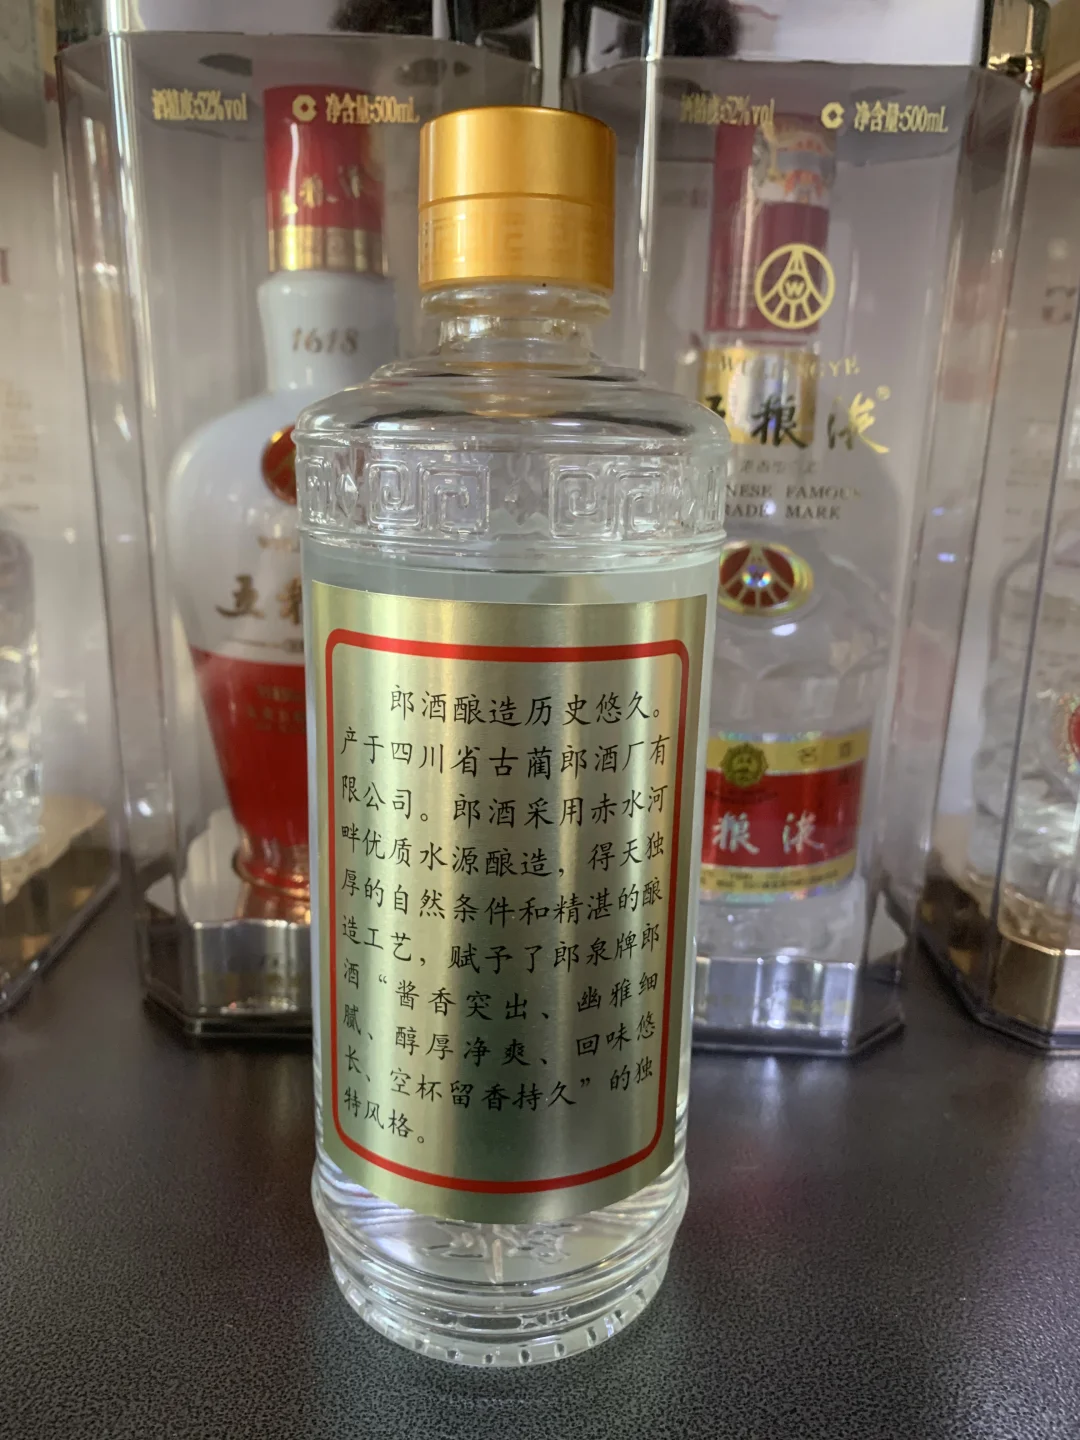 酒精度:52%vol 净含量:500mL
酒精度:52%vol 净含量:500mL
1618
W
粮液
NESE FAMOUS
RADE MARK
粮液
郎酒酿造历史悠久。
产于四川省古蔺郎酒厂有
限公司。郎酒采用赤水河
畔优质水源酿造，得天独
厚的自然条件和精湛的酿
造工艺，赋予了郎泉牌郎
酒“酱香突出、幽雅细
腻、醇厚净爽、回味悠
长、空杯留香持久”的独
特风格。